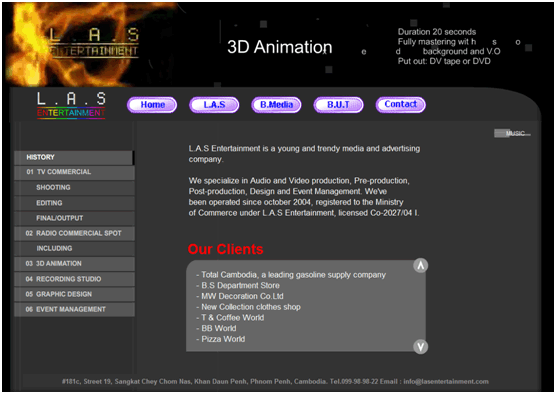 L.A.S
ENTERTAINMENT
3D Animation
Duration 20 seconds
Fully mastering wit h s o
e d background and V.O
Put out: DV tape or DVD
L.A.S
ENTERTAINMENT
Home
L.A.S
B.Media
B.U.T
Contact
MUSIC
HISTORY
01 TV COMMERCIAL
SHOOTING
EDITING
FINAL/OUTPUT
02 RADIO COMMERCIAL SPOT
INCLUDING
03 3D ANIMATION
04 RECORDING STUDIO
05 GRAPHIC DESIGN
06 EVENT MANAGEMENT
L.A.S Entertainment is a young and trendy media and advertising
company.
We specialize in Audio and Video production, Pre-production,
Post-production, Design and Event Management. We've
been operated since october 2004, registered to the Ministry
of Commerce under L.A.S Entertainment, licensed Co-2027/04 I.
Our Clients
- Total Cambodia, a leading gasoline supply company
- B.S Department Store
- MW Decoration Co.Ltd
- New Collection clothes shop
- T & Coffee World
- BB World
- Pizza World
#181c, Street 19, Sangkat Chey Chom Nas, Khan Daun Penh, Phnom Penh, Cambodia. Tel.099-98-98-22 Email : info@lasentertainment.com